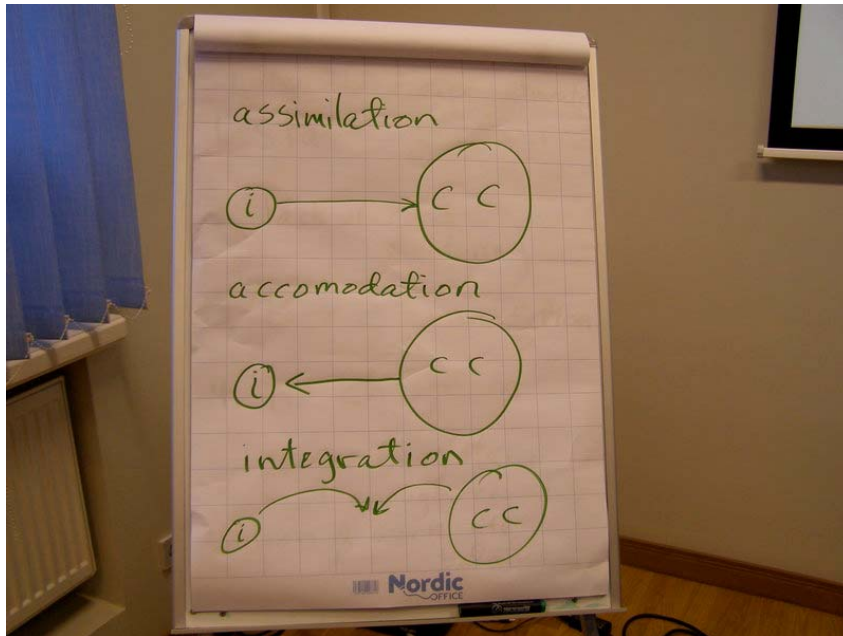 assimilation
i C C
accomodation
i C C
integration
i C C
Nordic
OFFICE